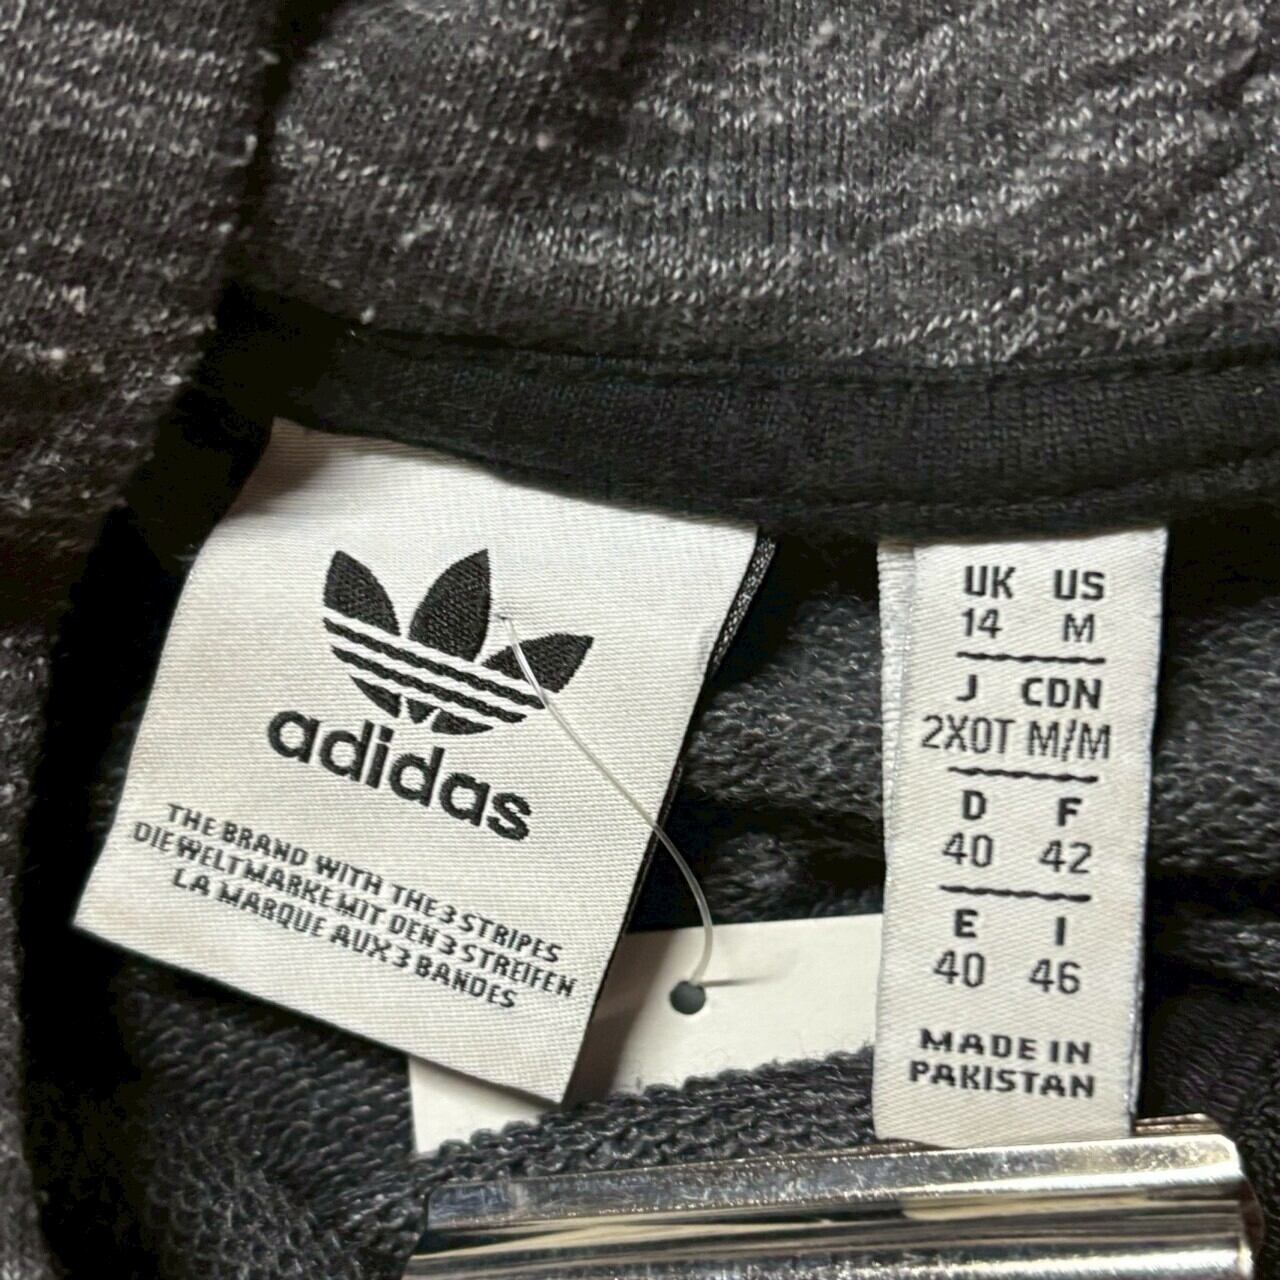 adidas
THE BRAND WITH THE 3 STRIPES
DIE WELTMARKE MIT DEN 3 STREIFEN
LA MARQUE AUX 3 BANDES
UK US
14 M
J CDN
2XOT M/M
D F
40 42
E I
40 46
MADE IN
PAKISTAN